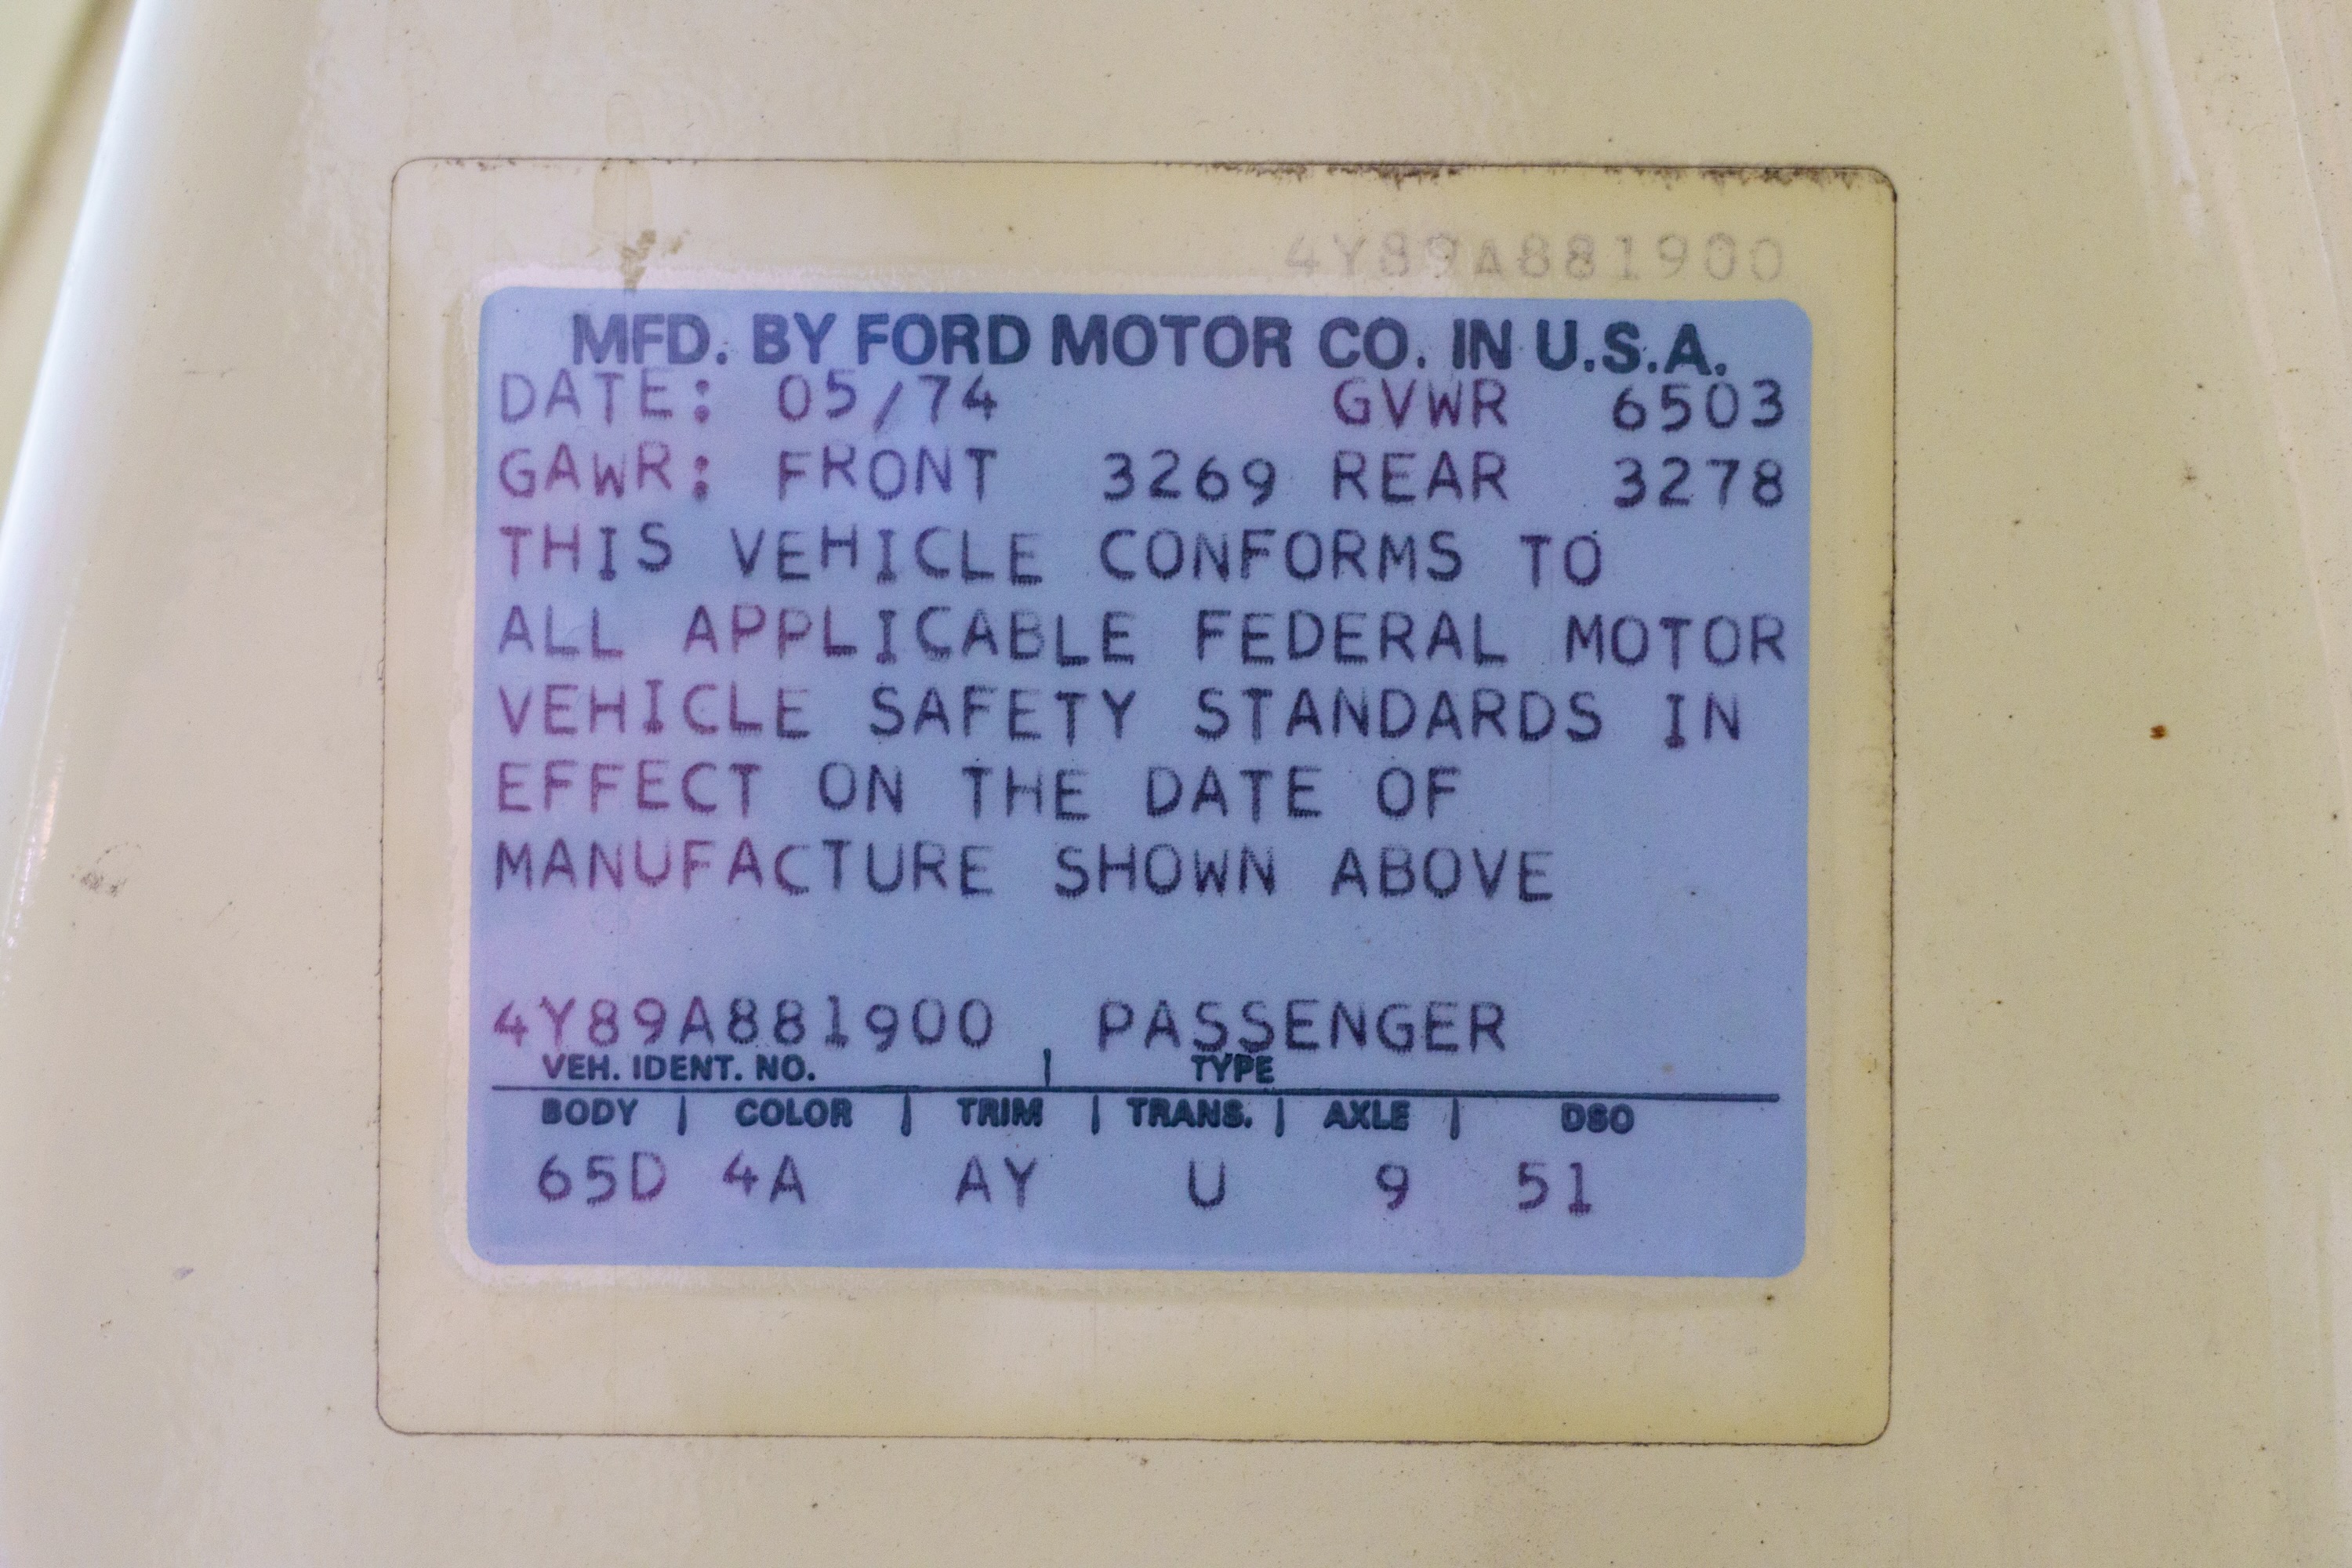 4Y89A881900
MFD. BY FORD MOTOR CO. IN U.S.A.
DATE: 05/74 GVWR 6503
GAWR: FRONT 3269 REAR 3278
THIS VEHICLE CONFORMS TO
ALL APPLICABLE FEDERAL MOTOR
VEHICLE SAFETY STANDARDS IN
EFFECT ON THE DATE OF
MANUFACTURE SHOWN ABOVE
4Y89A881900 PASSENGER
VEH. IDENT. NO. | TYPE
BODY | COLOR | TRIM | TRANS. | AXLE | DSO
65D 4A AY U 9 51